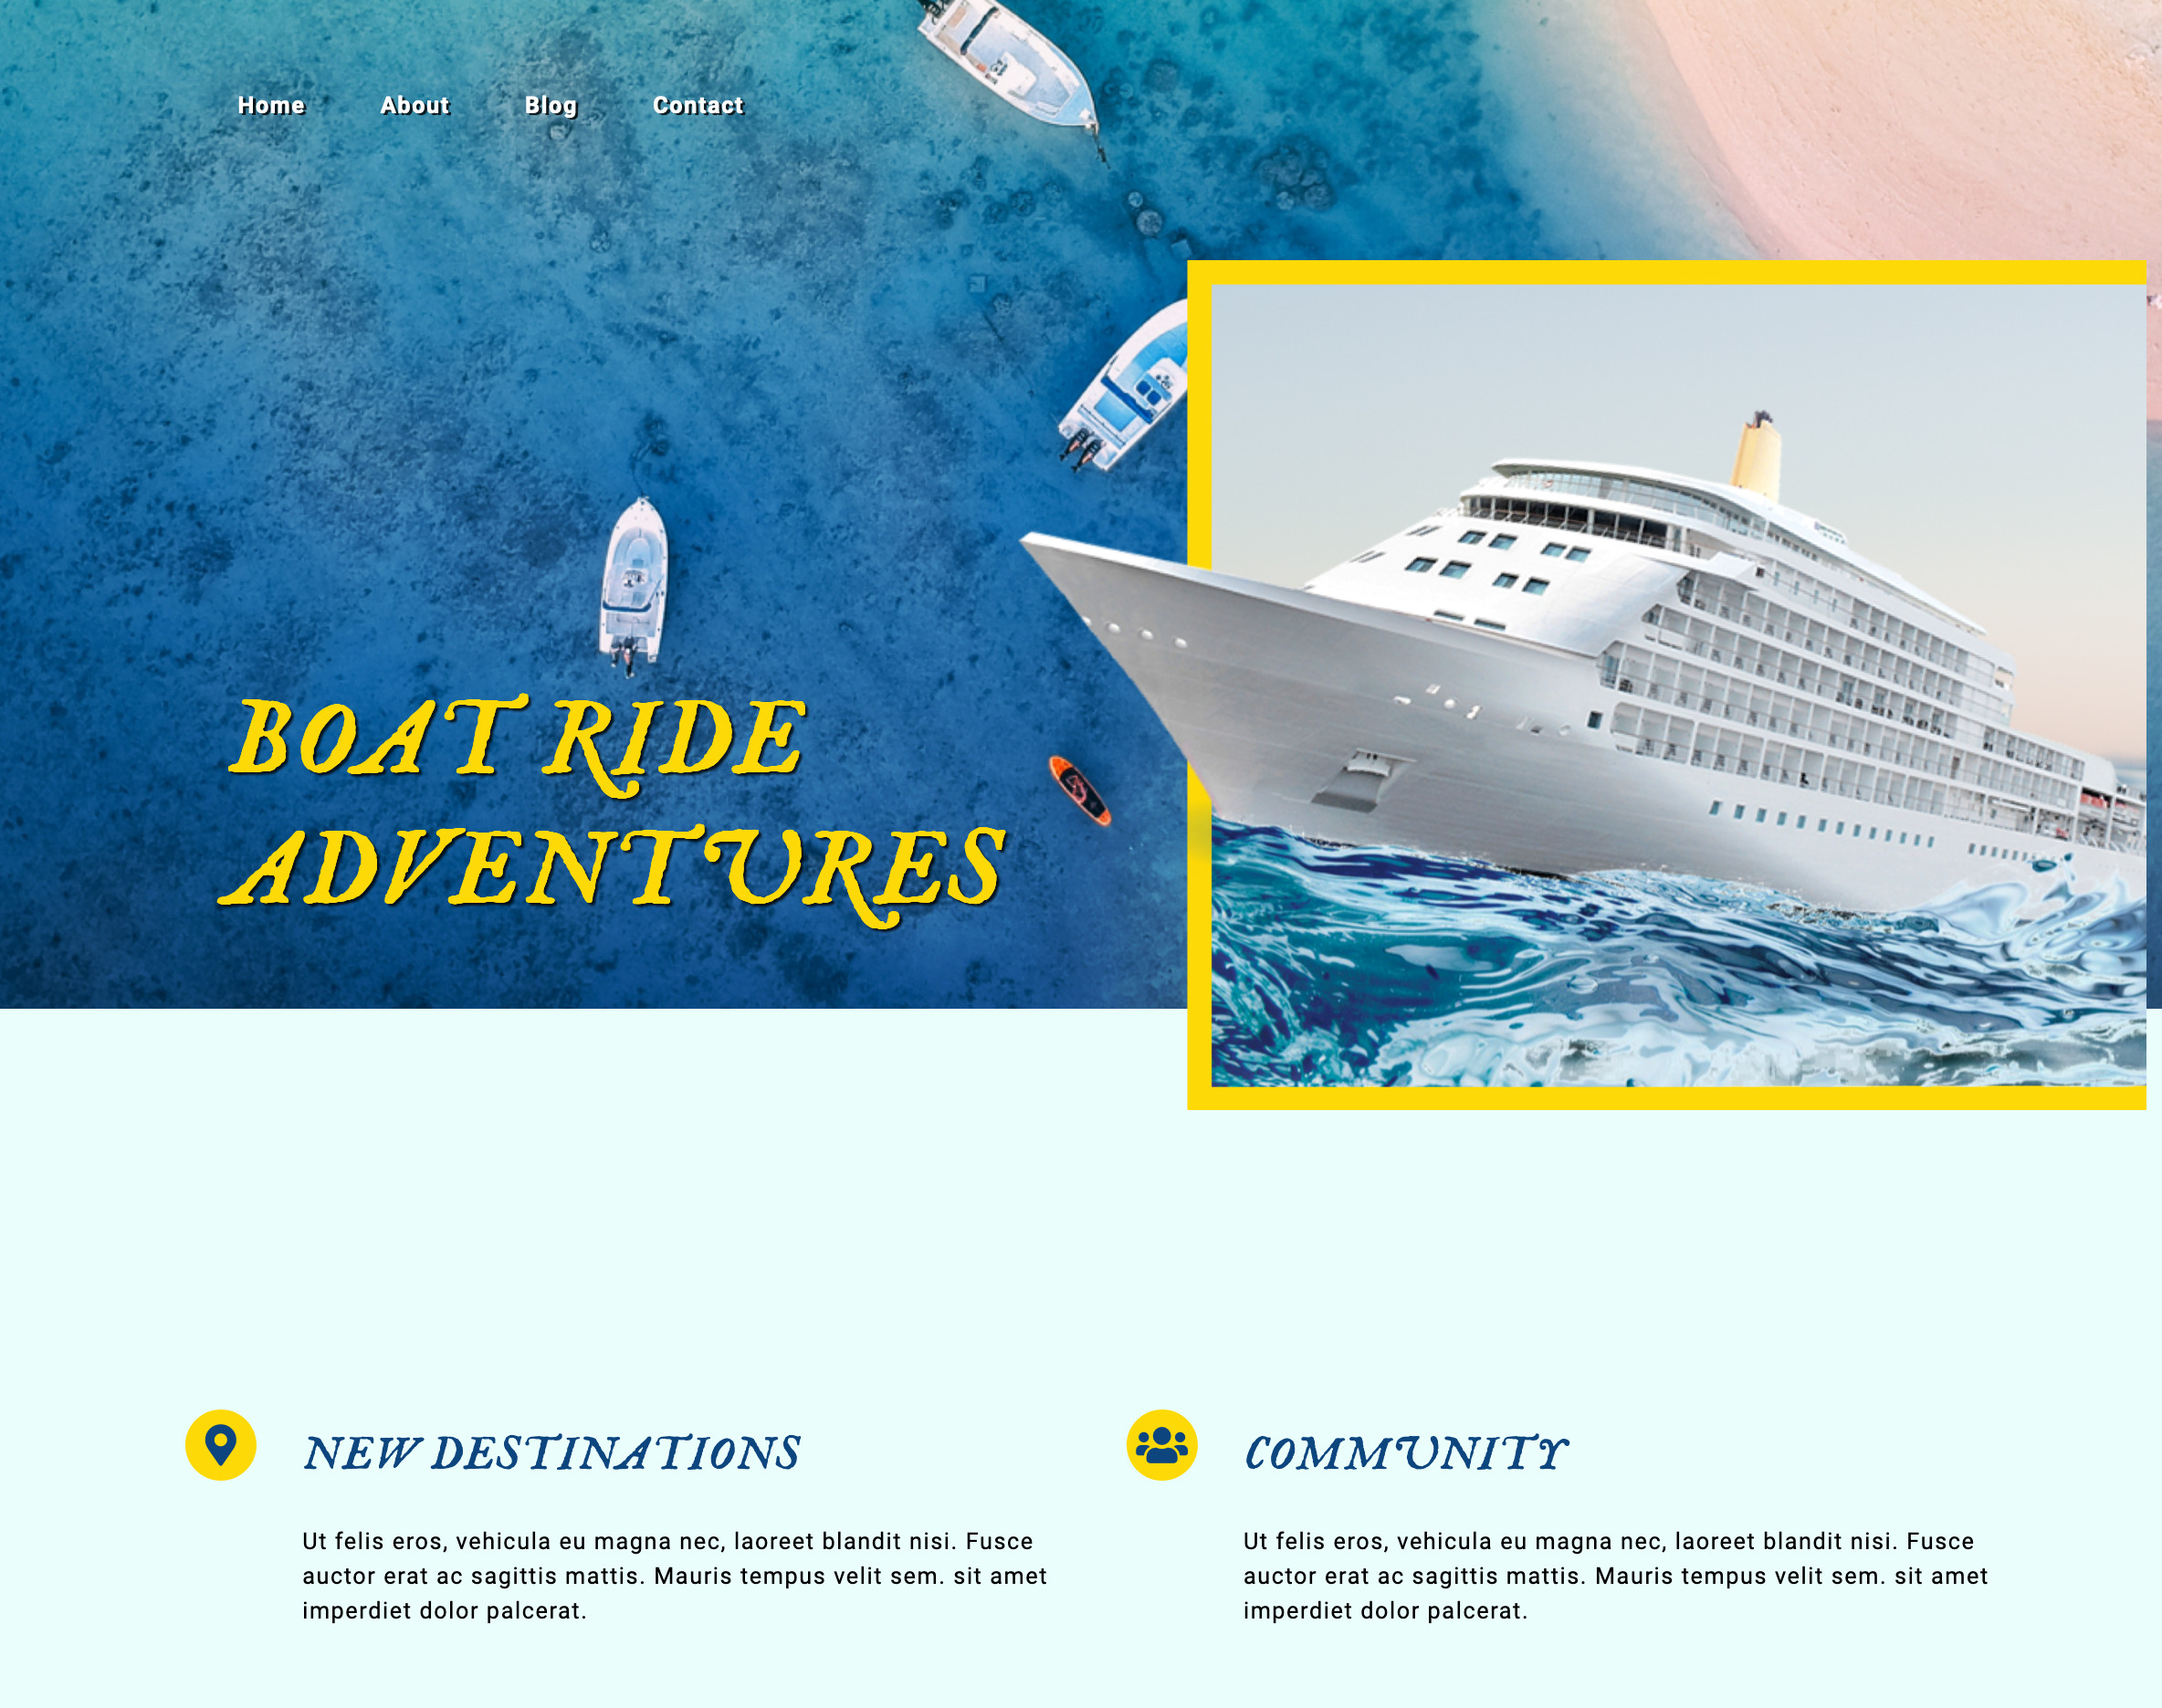 Home About Blog Contact
BOAT RIDE
ADVENTURES
NEW DESTINATIONS
Ut felis eros, vehicula eu magna nec, laoreet blandit nisi. Fusce
auctor erat ac sagittis mattis. Mauris tempus velit sem. sit amet
imperdiet dolor palcerat.
COMMUNITY
Ut felis eros, vehicula eu magna nec, laoreet blandit nisi. Fusce
auctor erat ac sagittis mattis. Mauris tempus velit sem. sit amet
imperdiet dolor palcerat.